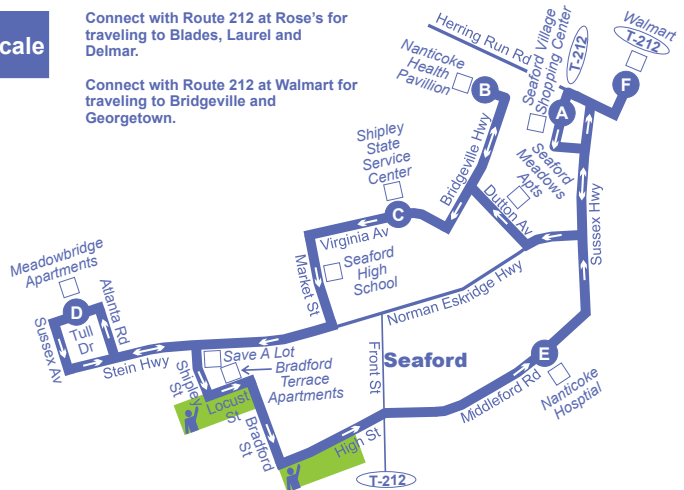 cale
Connect with Route 212 at Rose's for
traveling to Blades, Laurel and
Delmar.
Connect with Route 212 at Walmart for
traveling to Bridgeville and
Georgetown.
Herring Run Rd
Seaford Village
Shopping Center
T-212
Walmart
T-212
F
A
Nanticoke
Health
Pavillion
B
Bridgeville Hwy
Seaford
Meadows
Apts
Dutton Av
Sussex Hwy
Shipley
State
Service
Center
C
Virginia Av
Market St
Seaford
High
School
Norman Eskridge Hwy
Meadowbridge
Apartments
D
Tull
Dr
Atlanta Rd
Sussex Av
Stein Hwy
Shipley
St
Save A Lot
Bradford
Terrace
Apartments
Locust
St
Bradford
St
High St
Front St
Seaford
E
Middleford Rd
Nanticoke
Hosptial
T-212